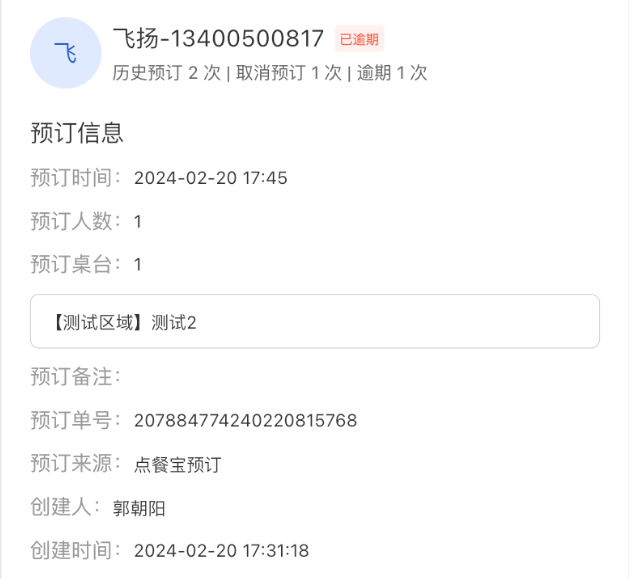 飞
飞扬-13400500817 已逾期
历史预订 2 次 | 取消预订 1 次 | 逾期 1 次
预订信息
预订时间：2024-02-20 17:45
预订人数：1
预订桌台：1
【测试区域】测试2
预订备注：
预订单号：207884774240220815768
预订来源：点餐宝预订
创建人：郭朝阳
创建时间：2024-02-20 17:31:18